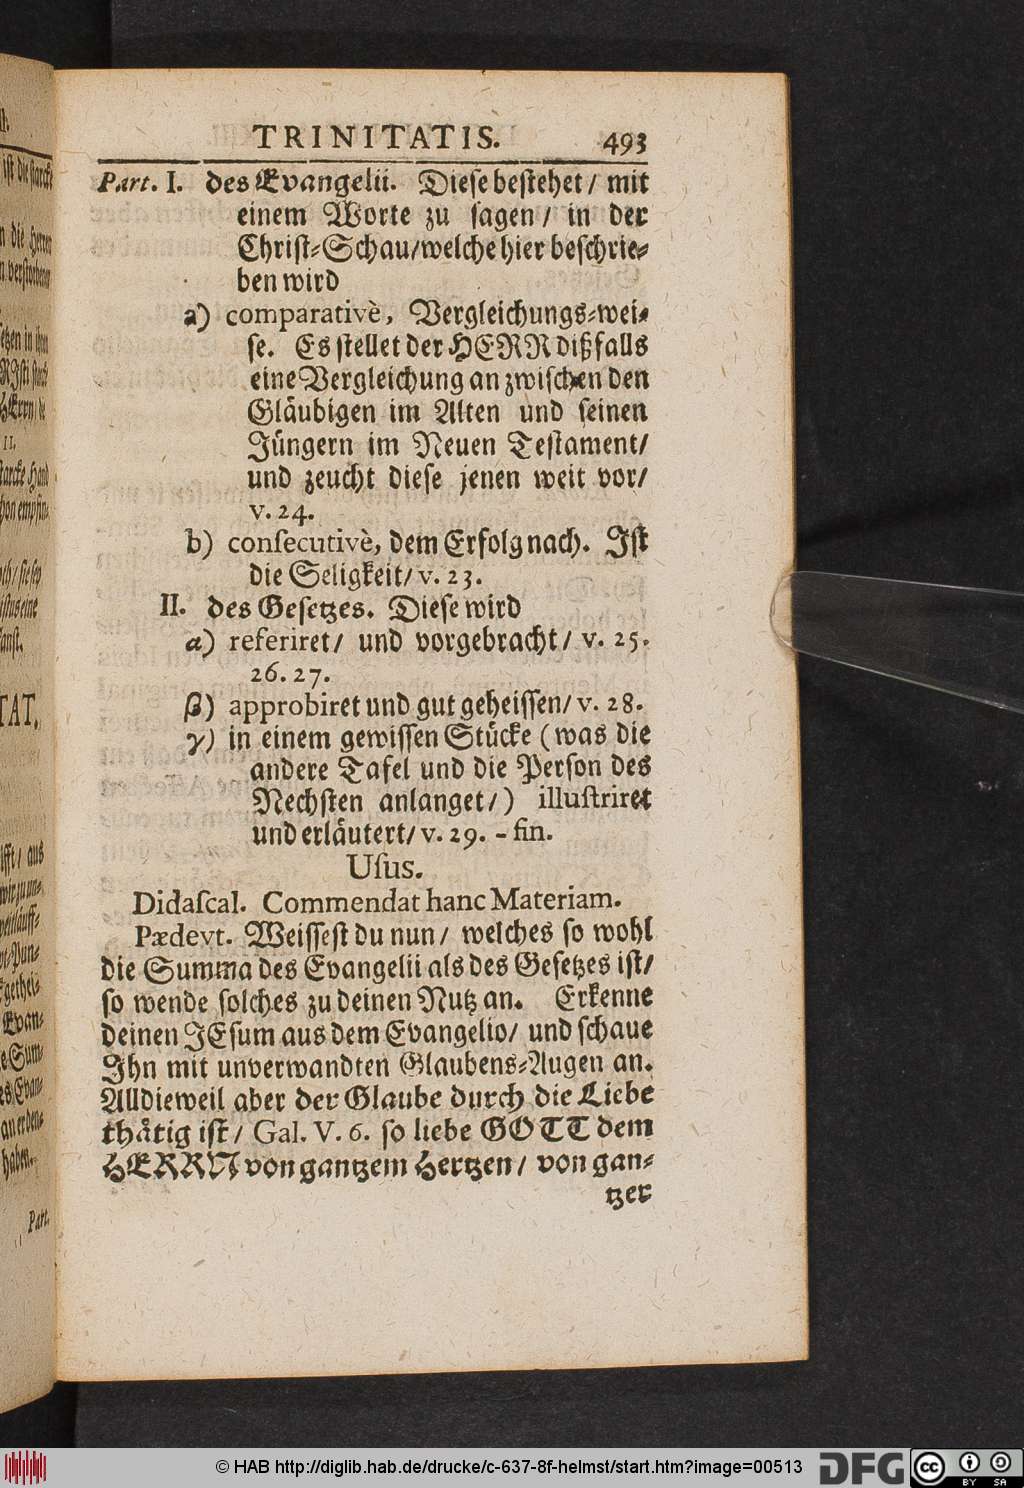 TRINITATIS. 493
Part. I. des Evangelii. Diese bestehet / mit
einem Worte zu sagen / in der
Christ-Schau / welche hier beschrie-
ben wird
a) comparativè, Vergleichungs-wei-
se. Es stellet der HERR dißfalls
eine Vergleichung an zwischen den
Gläubigen im Alten und seinen
Jüngern im Neuen Testament /
und zeucht diese jenen weit vor /
v. 24.
b) consecutivè, dem Erfolg nach. Ist
die Seligkeit / v. 23.
II. des Gesetzes. Diese wird
α) referiret / und vorgebracht / v. 25.
26. 27.
β) approbiret und gut geheissen / v. 28.
γ) in einem gewissen Stücke (was die
andere Tafel und die Person des
Nechsten anlanget /) illustriret
und erläutert / v. 29. - fin.
Usus.
Didascal. Commendat hanc Materiam.
Pædevt. Weissest du nun / welches so wohl
die Summa des Evangelii als des Gesetzes ist /
so wende solches zu deinen Nutz an. Erkenne
deinen JEsum aus dem Evangelio / und schaue
Ihn mit unverwandten Glaubens-Augen an.
Alldieweil aber der Glaube durch die Liebe
thätig ist / Gal. V. 6. so liebe GOTT dem
HERRN von gantzem Hertzen / von gan-
tzer
© HAB http://diglib.hab.de/drucke/c-637-8f-helmst/start.htm?image=00513
DFG
cc BY SA